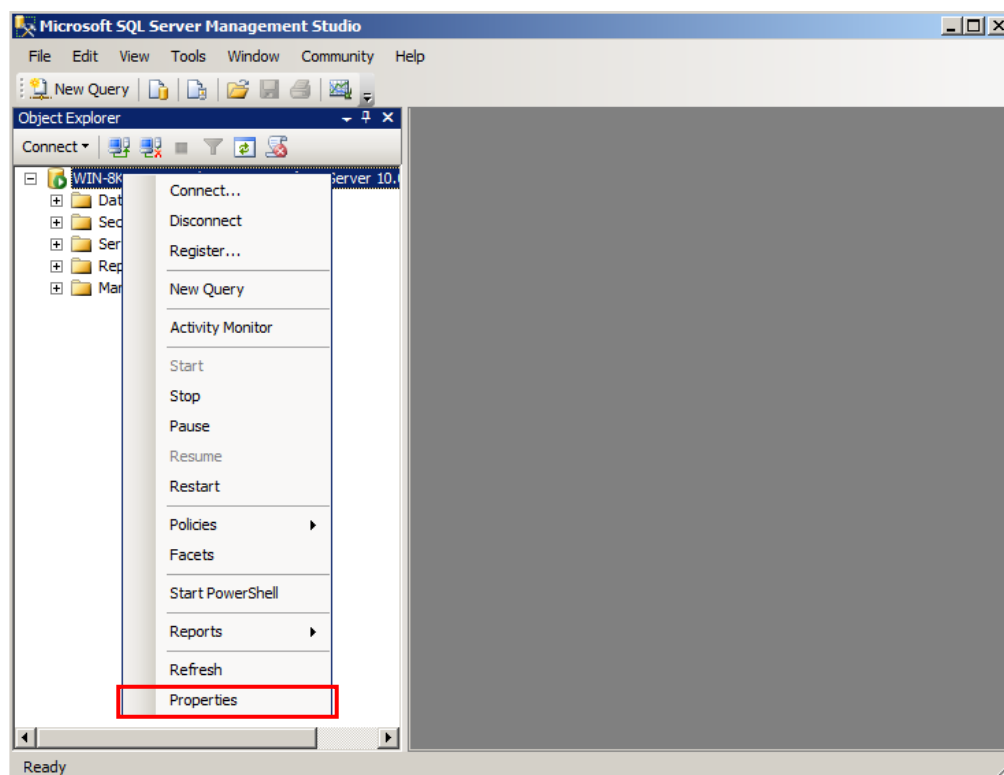 Microsoft SQL Server Management Studio
File Edit View Tools Window Community Help
New Query
Object Explorer
Connect
WIN-8K Server 10.
Dat
Sec
Ser
Rep
Mar
Connect...
Disconnect
Register...
New Query
Activity Monitor
Start
Stop
Pause
Resume
Restart
Policies
Facets
Start PowerShell
Reports
Refresh
Properties
Ready